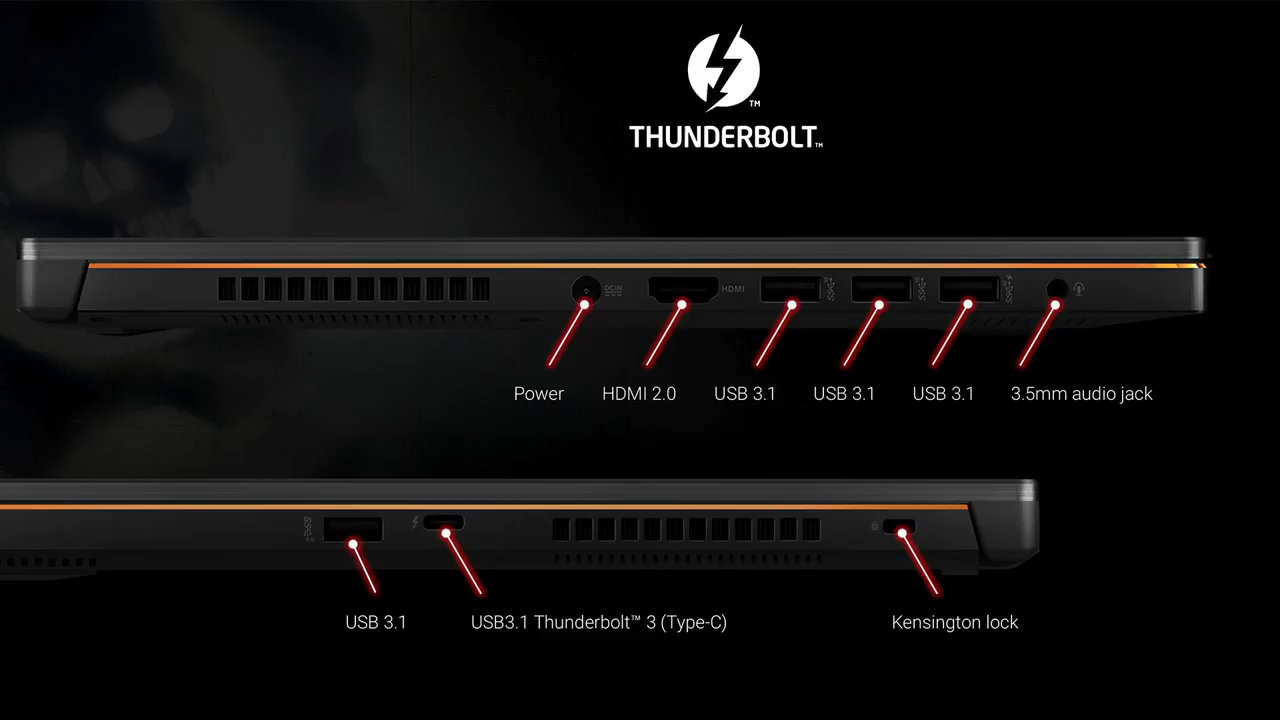 THUNDERBOLT™
DCIN
HDMI
Power
HDMI 2.0
USB 3.1
USB 3.1
USB 3.1
3.5mm audio jack
USB 3.1
USB3.1 Thunderbolt™ 3 (Type-C)
Kensington lock